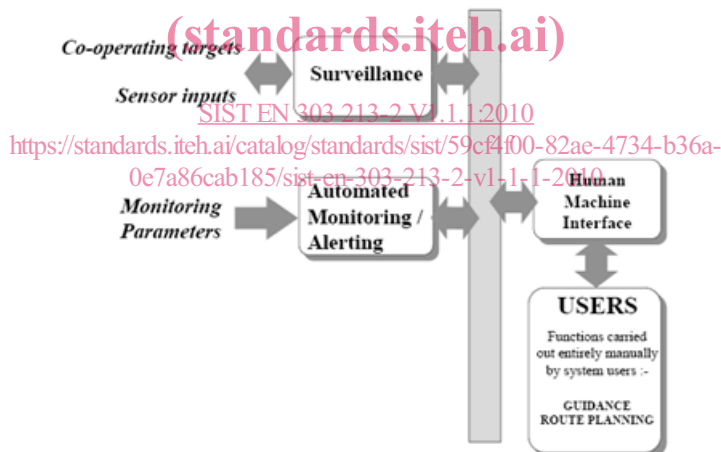 (standards.iteh.ai)
Co-operating targets
Surveillance
Sensor inputs
SIST EN 303 213-2 V1.1.1:2010
https://standards.iteh.ai/catalog/standards/sist/59cf4f00-82ae-4734-b36a-
0e7a86cab185/sist-en-303-213-2-v1-1-1-2010
Monitoring
Parameters
Automated
Monitoring /
Alerting
Human
Machine
Interface
USERS
Functions carried
out entirely manually
by system users :-
GUIDANCE
ROUTE PLANNING